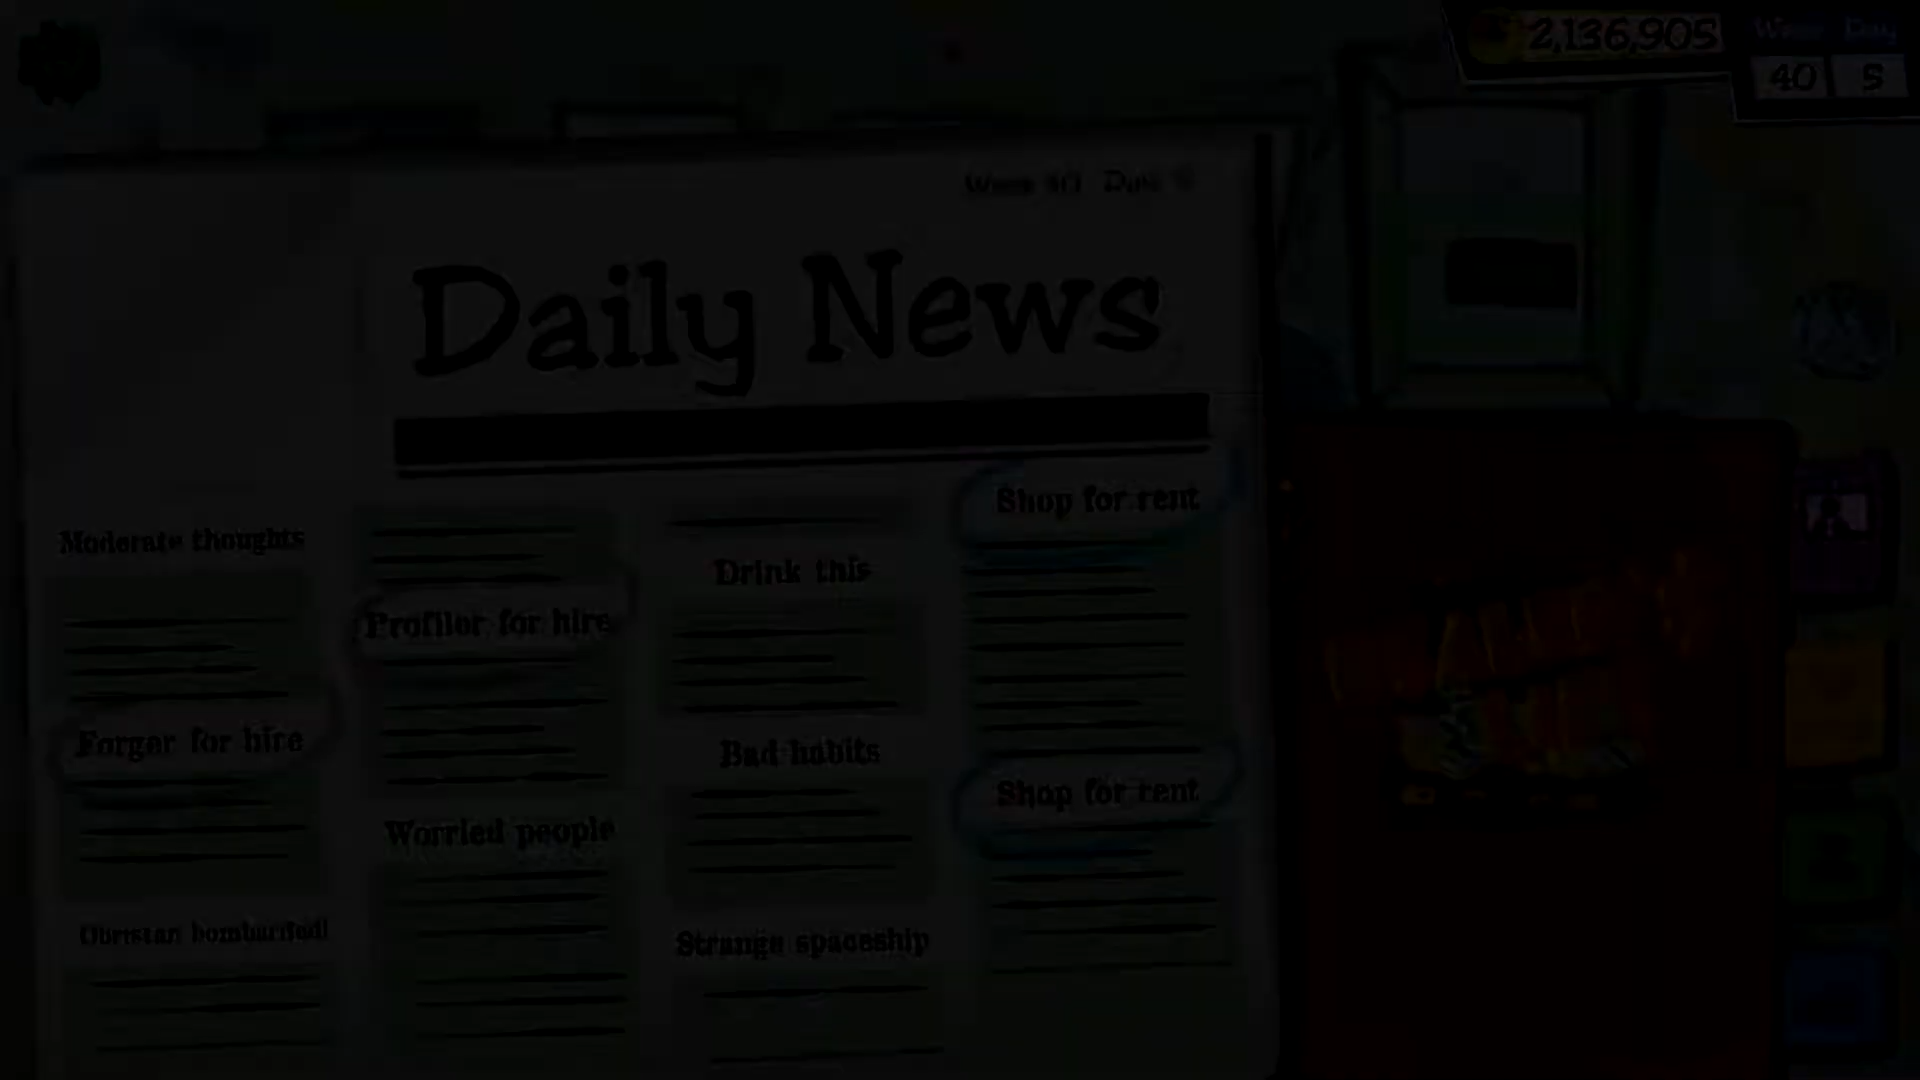 2,136,905
40 5
Daily News
Moderate thoughts
Forger for hire
Profiler for hire
Worried people
Drink this
Bad habits
Strange spaceship
Shop for rent
Shop for rent